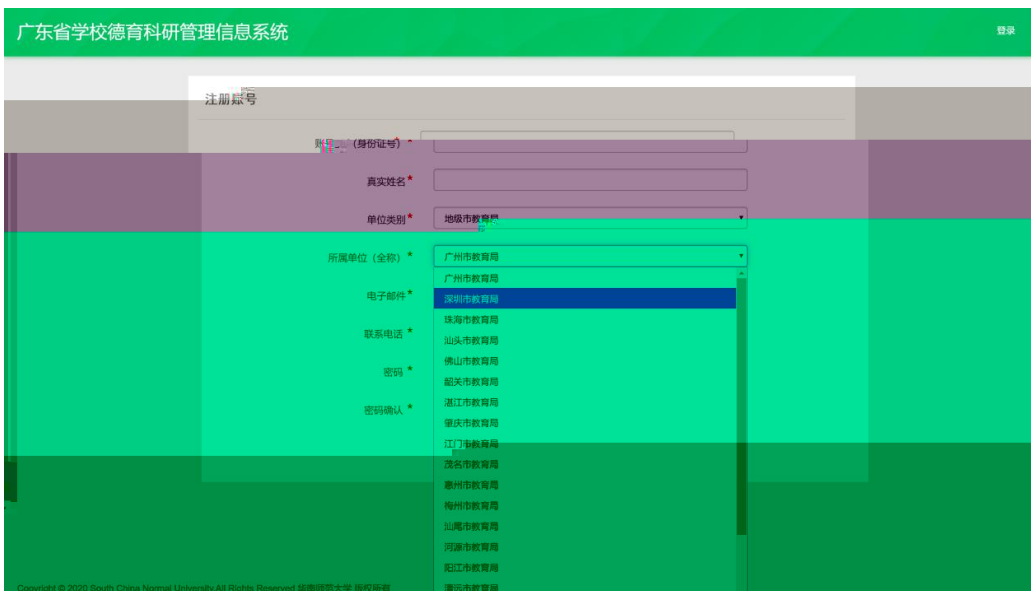 广东省学校德育科研管理信息系统
登录
注册账号
(身份证号) *
真实姓名*
单位类别*
地级市教育局
所属单位（全称）*
广州市教育局
广州市教育局
电子邮件*
深圳市教育局
珠海市教育局
联系电话 *
汕头市教育局
佛山市教育局
密码 *
韶关市教育局
湛江市教育局
密码确认 *
肇庆市教育局
江门市教育局
茂名市教育局
惠州市教育局
梅州市教育局
汕尾市教育局
河源市教育局
阳江市教育局
清远市教育局
Copyright © 2020 South China Normal University All Rights Reserved 华南师范大学 版权所有